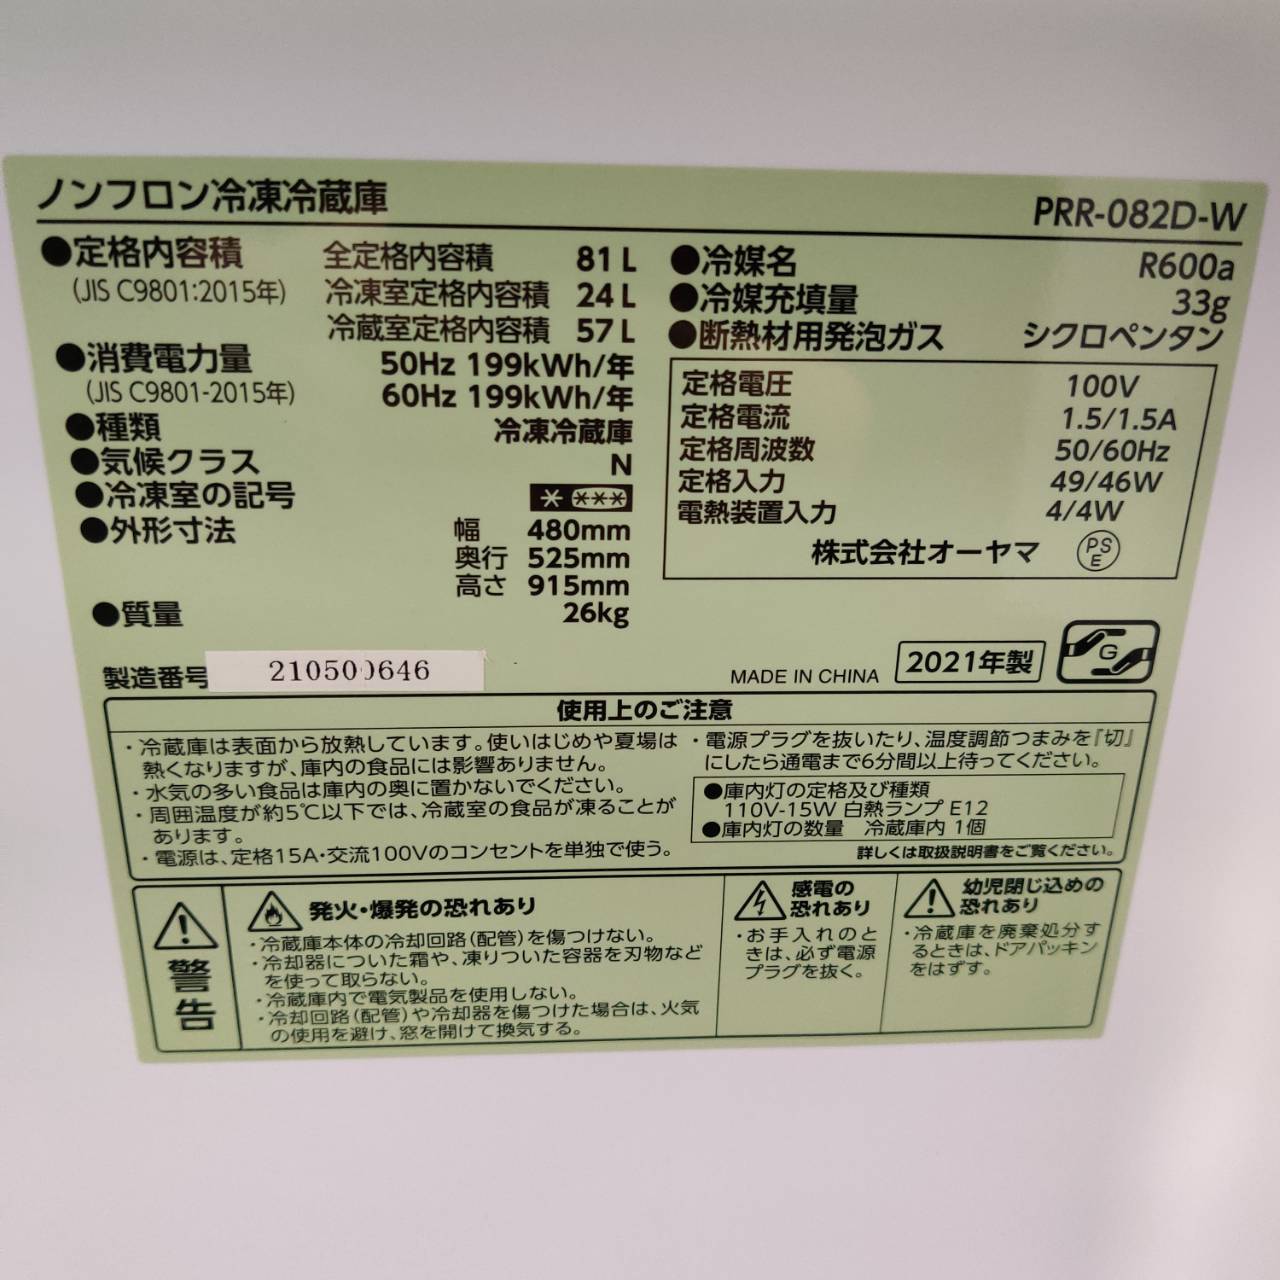 ノンフロン冷凍冷蔵庫
PRR-082D-W
●定格内容積 全定格内容積 81 L
(JIS C9801:2015年) 冷凍室定格内容積 24 L
冷蔵室定格内容積 57 L
●消費電力量 50Hz 199kWh/年
(JIS C9801-2015年) 60Hz 199kWh/年
●種類 冷凍冷蔵庫
●気候クラス N
●冷凍室の記号 * ***
●外形寸法 幅 480mm
奥行 525mm
高さ 915mm
●質量 26kg
●冷媒名 R600a
●冷媒充填量 33g
●断熱材用発泡ガス シクロペンタン
定格電圧 100V
定格電流 1.5/1.5A
定格周波数 50/60Hz
定格入力 49/46W
電熱装置入力 4/4W
株式会社オーヤマ PSE
製造番号 210500646
MADE IN CHINA 2021年製 G
使用上のご注意
・冷蔵庫は表面から放熱しています。使いはじめや夏場は
熱くなりますが、庫内の食品には影響ありません。
・水気の多い食品は庫内の奥に置かないでください。
・周囲温度が約5℃以下では、冷蔵室の食品が凍ることが
あります。
・電源は、定格15A・交流100Vのコンセントを単独で使う。
・電源プラグを抜いたり、温度調節つまみを『切』
にしたら通電まで6分間以上待ってください。
●庫内灯の定格及び種類
110V-15W 白熱ランプ E12
●庫内灯の数量 冷蔵庫内 1個
詳しくは取扱説明書をご覧ください。
警告
発火・爆発の恐れあり
・冷蔵庫本体の冷却回路(配管)を傷つけない。
・冷却器についた霜や、凍りついた容器を刃物など
を使って取らない。
・冷蔵庫内で電気製品を使用しない。
・冷却回路(配管)や冷却器を傷つけた場合は、火気
の使用を避け、窓を開けて換気する。
感電の
恐れあり
・お手入れのと
きは、必ず電源
プラグを抜く。
幼児閉じ込めの
恐れあり
・冷蔵庫を廃棄処分す
るときは、ドアパッキン
をはずす。